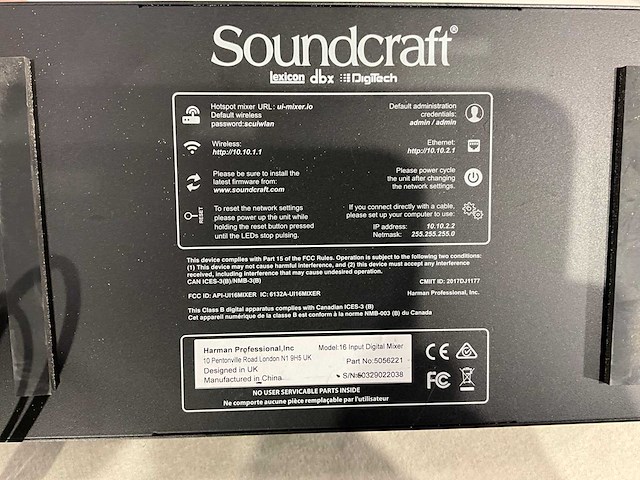 Soundcraft®
lexicon dbx DigiTech
Hotspot mixer URL: ui-mixer.io
Default wireless
password:scuiwlan
Default administration
credentials:
admin / admin
Wireless:
http://10.10.1.1
Ethernet:
http://10.10.2.1
Please be sure to install the
latest firmware from:
www.soundcraft.com
Please power cycle
the unit after changing
the network settings.
RESET
To reset the network settings
please power up the unit while
holding the reset button pressed
until the LEDs stop pulsing.
If you connect directly with a cable,
please set up your computer to use:
IP address: 10.10.2.2
Netmask: 255.255.255.0
This device complies with Part 15 of the FCC Rules. Operation is subject to the following two conditions:
(1) This device may not cause harmful interference, and (2) this device must accept any interference
received, including interference that may cause undesired operation.
CAN ICES-3(B)/NMB-3(B)
CMIIT ID: 2017DJ1177
FCC ID: API-UI16MIXER IC: 6132A-UI16MIXER
Harman Professional, Inc.
This Class B digital apparatus complies with Canadian ICES-3 (B)
Cet appareil numérique de la classe B est conform à la norme NMB-003 (B) du Canada
Harman Professional,Inc
10 Pentonville Road London N1 9HS UK
Designed in UK
Manufactured in China
Model:16 Input Digital Mixer
Part No:5056221
S/N:50329022038
CE
FC
NO USER SERVICABLE PARTS INSIDE
Ne comporte aucune pièce remplaçable par l'utilisateur